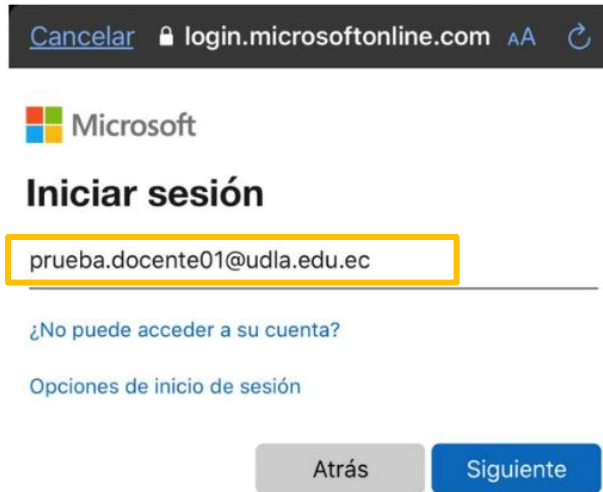 Cancelar login.microsoftonline.com AA
Microsoft
Iniciar sesión
prueba.docente01@udla.edu.ec
¿No puede acceder a su cuenta?
Opciones de inicio de sesión
Atrás Siguiente